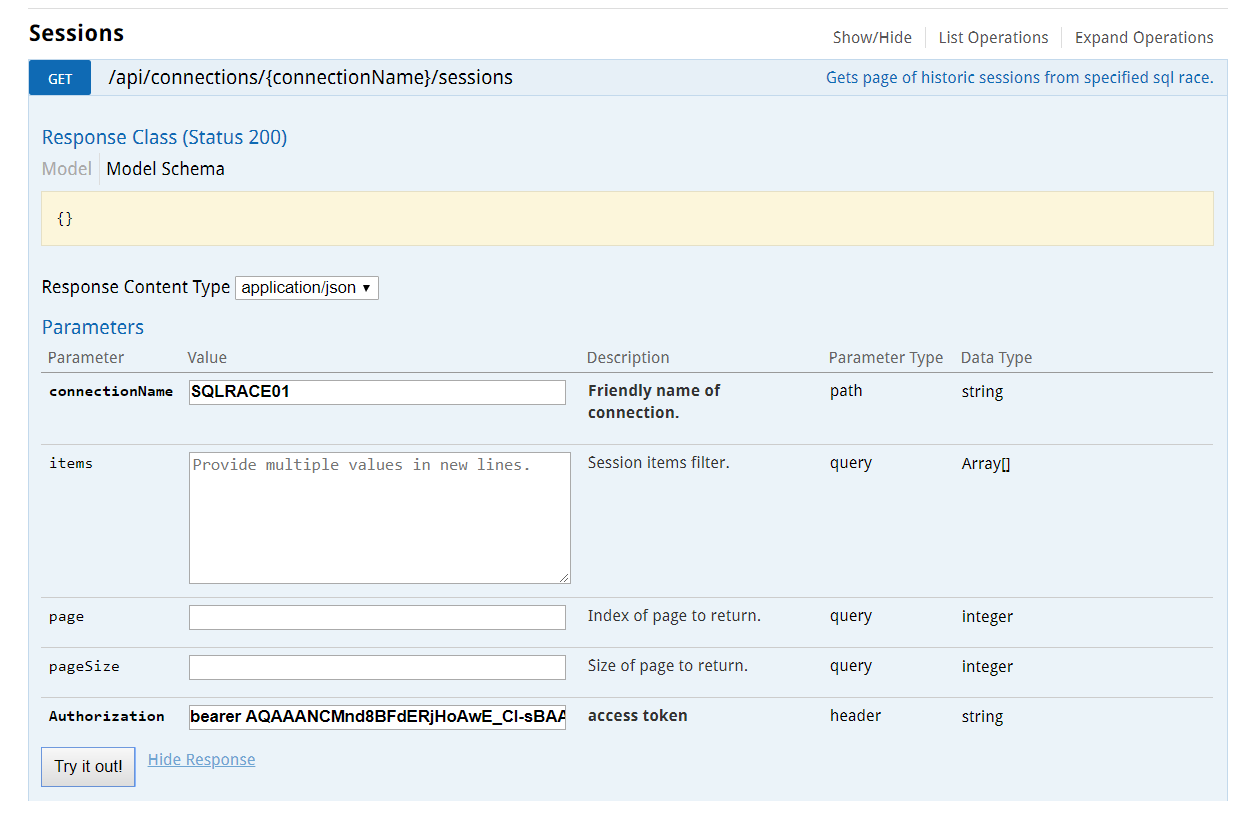 Sessions
Show/Hide List Operations Expand Operations
GET /api/connections/{connectionName}/sessions Gets page of historic sessions from specified sql race.
Response Class (Status 200)
Model Model Schema
{}
Response Content Type application/json
Parameters
Parameter Value Description Parameter Type Data Type
connectionName SQLRACE01 Friendly name of connection. path string
items Provide multiple values in new lines. Session items filter. query Array[]
page Index of page to return. query integer
pageSize Size of page to return. query integer
Authorization bearer AQAAANCMnd8BFdERjHoAwE_Cl-sBAA access token header string
Try it out! Hide Response